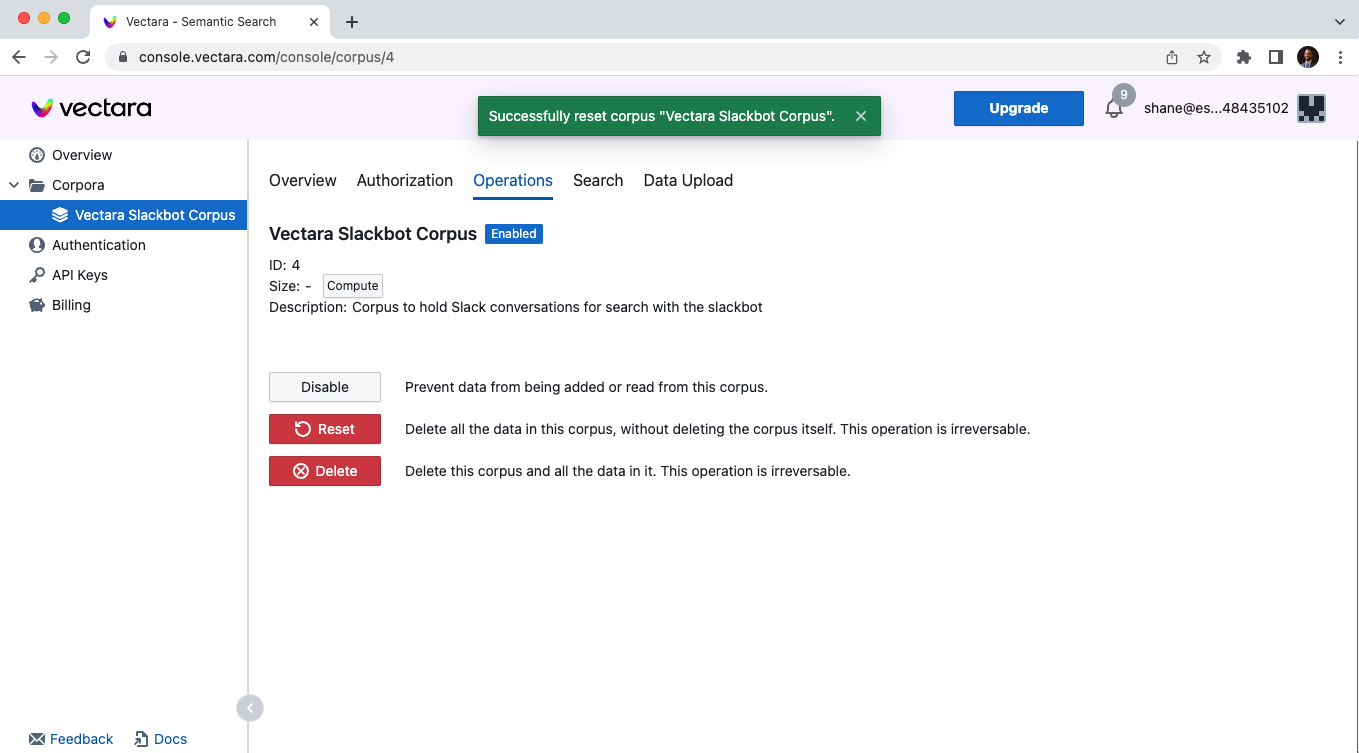 Vectara - Semantic Search
console.vectara.com/console/corpus/4
vectara
Successfully reset corpus "Vectara Slackbot Corpus".
Upgrade
9
shane@es...48435102
Overview
Corpora
Vectara Slackbot Corpus
Authentication
API Keys
Billing
Overview Authorization Operations Search Data Upload
Vectara Slackbot Corpus Enabled
ID: 4
Size: - Compute
Description: Corpus to hold Slack conversations for search with the slackbot
Disable Prevent data from being added or read from this corpus.
Reset Delete all the data in this corpus, without deleting the corpus itself. This operation is irreversable.
Delete Delete this corpus and all the data in it. This operation is irreversable.
Feedback Docs